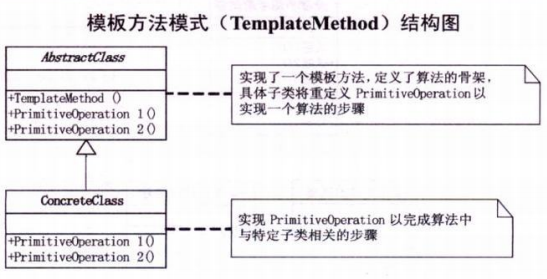 模板方法模式（TemplateMethod）结构图
AbstractClass
+TemplateMethod ()
+PrimitiveOperation 1()
+PrimitiveOperation 2()
实现了一个模板方法，定义了算法的骨架，
具体子类将重定义 PrimitiveOperation 以
实现一个算法的步骤
ConcreteClass
+PrimitiveOperation 1()
+PrimitiveOperation 2()
实现 PrimitiveOperation 以完成算法中
与特定子类相关的步骤